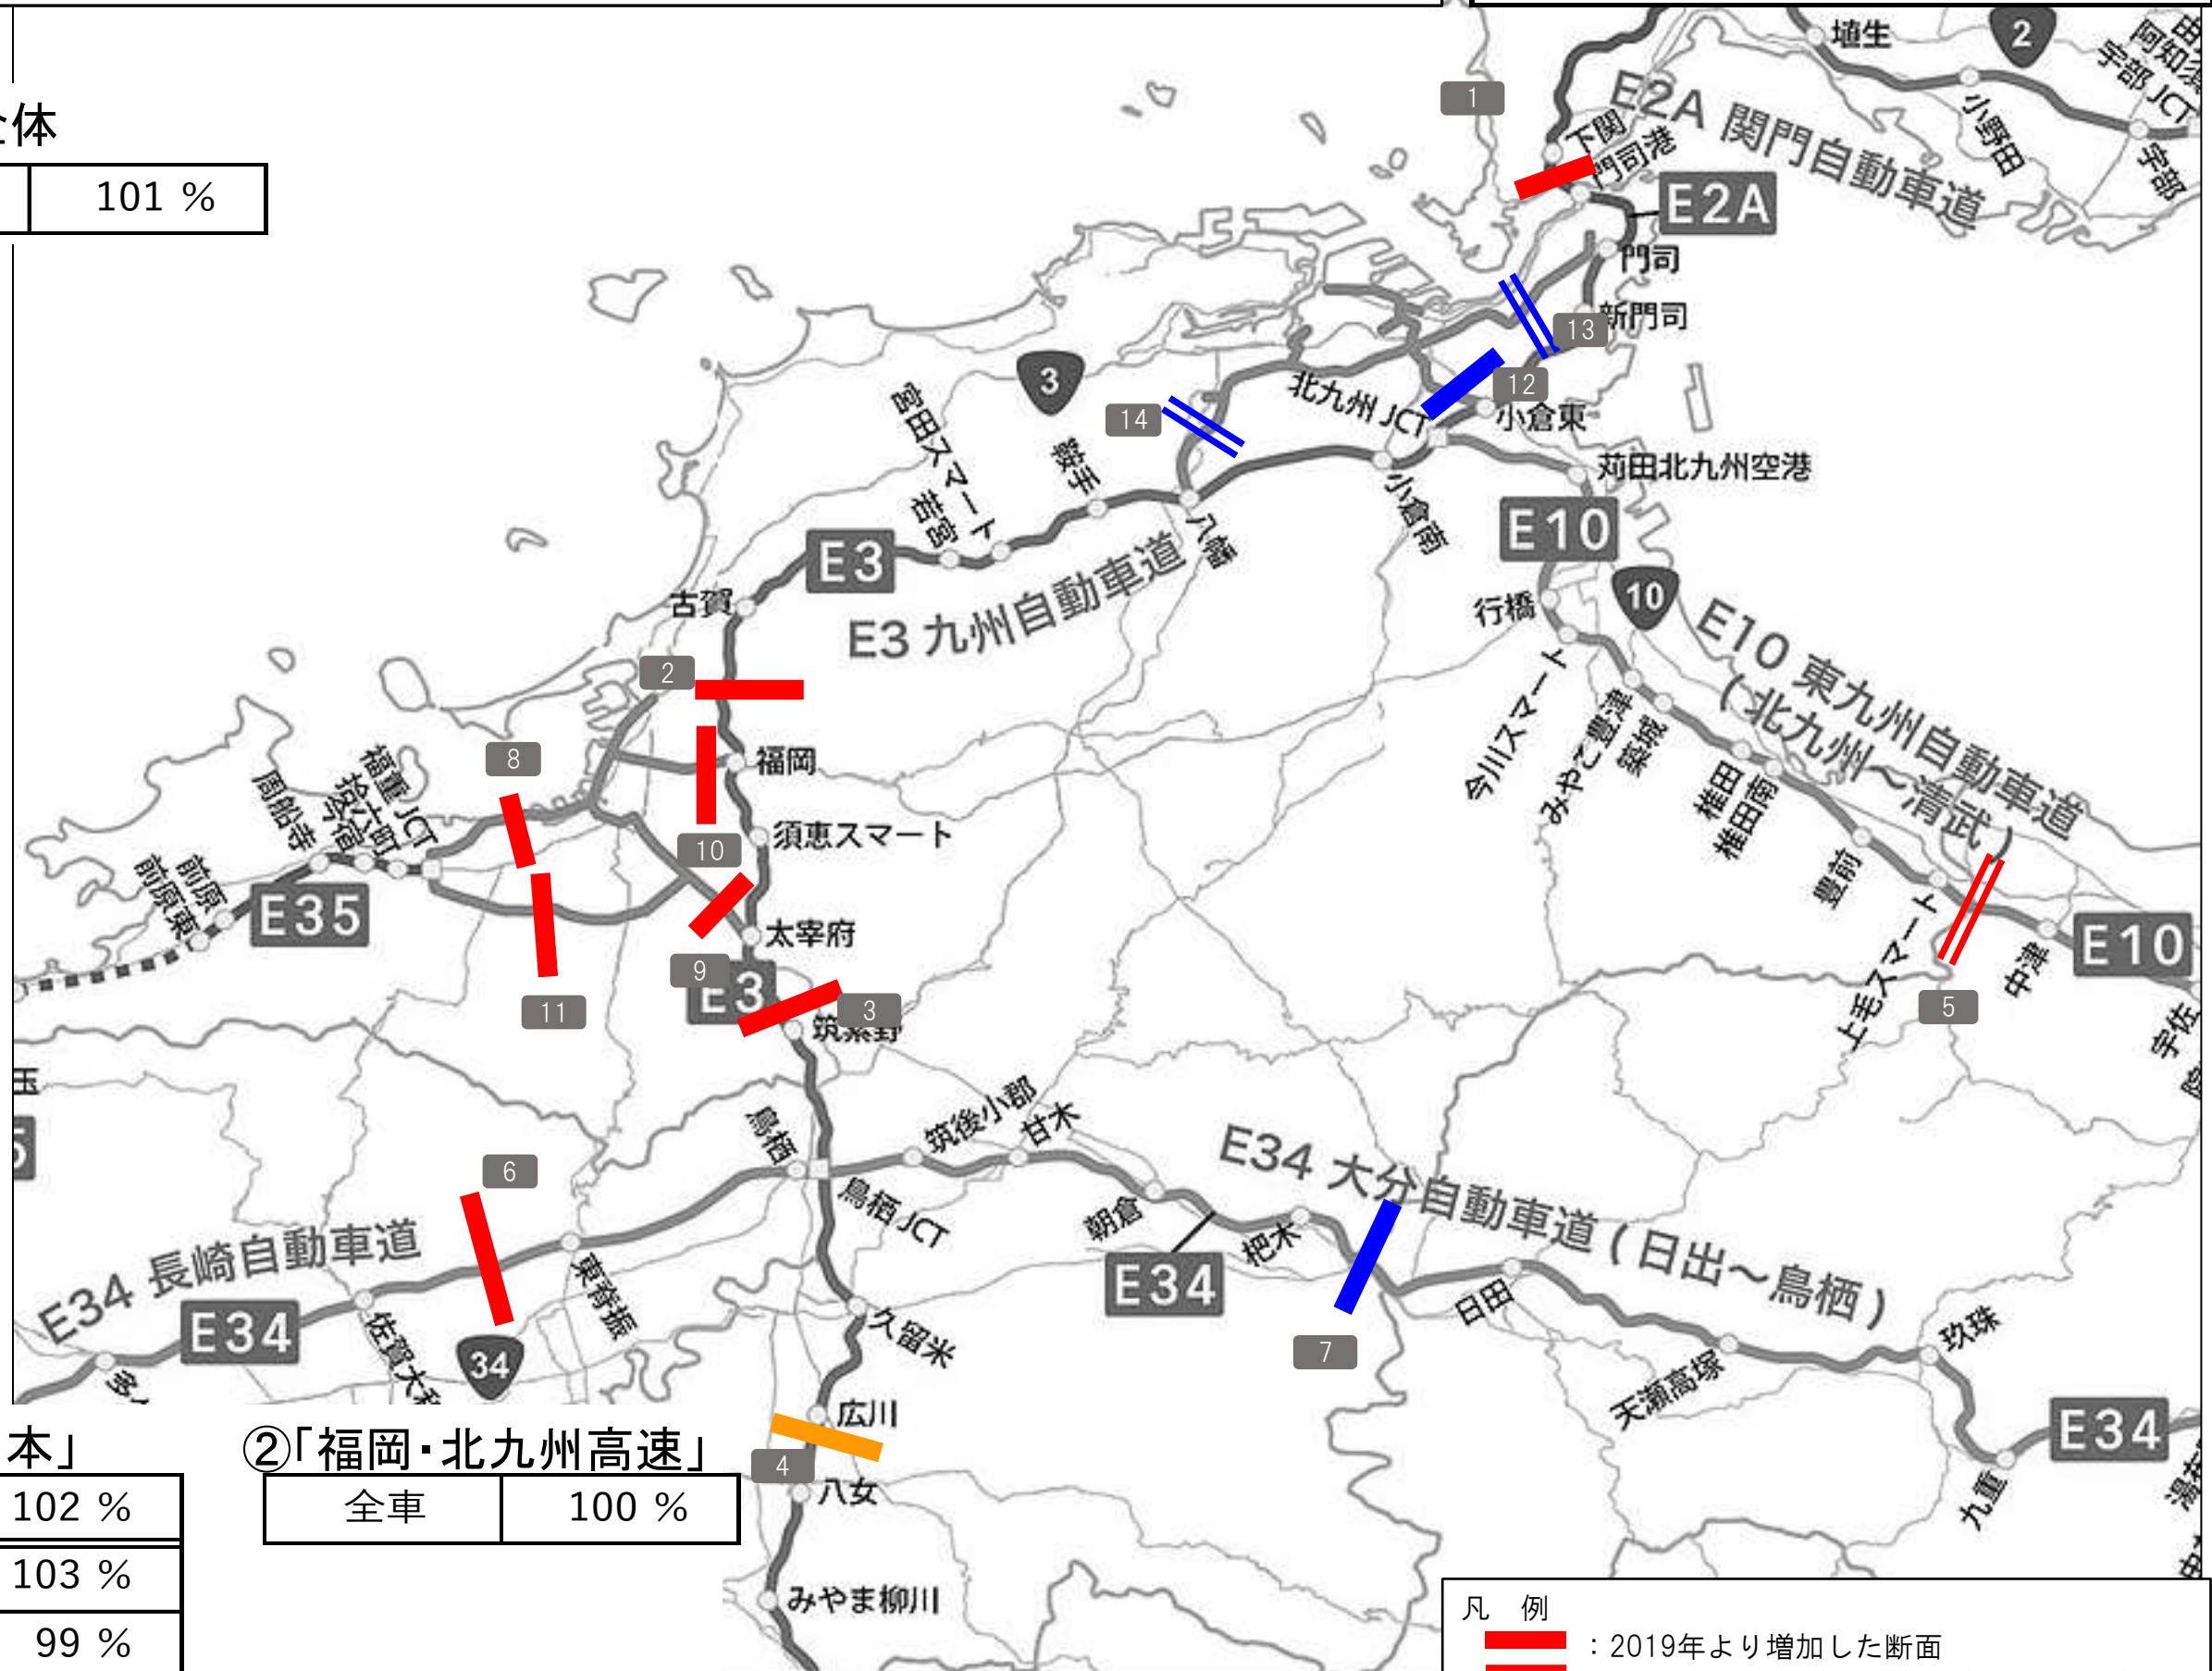 全体
101 %
1
2
埴生
小野田
宇部 JCT
宇部
阿知須
E2A 関門自動車道
下関
門司港
E2A
門司
新門司
13
12
14
3
北九州 JCT
小倉東
苅田北九州空港
小倉南
八幡
鞍手
宮田スマート
若宮
E3
E3 九州自動車道
古賀
E10
行橋
10
E10 東九州自動車道
(北九州～清武)
今川スマート
みやこ豊津
築城
椎田
椎田南
豊前
上毛スマート
中津
E10
宇佐
5
2
福岡
8
10
須恵スマート
福重 JCT
拾六町
今宿
周船寺
前原
前原東
E35
太宰府
9
E3
3
筑紫野
11
鳥栖
筑後小郡
甘木
鳥栖 JCT
朝倉
杷木
E34
E34 大分自動車道 (日出～鳥栖)
7
日田
天瀬高塚
玖珠
九重
E34
6
E34 長崎自動車道
E34
東脊振
佐賀大和
34
久留米
広川
4
八女
みやま柳川
本」
102 %
103 %
99 %
②「福岡・北九州高速」
全車 100 %
凡 例
：2019年より増加した断面